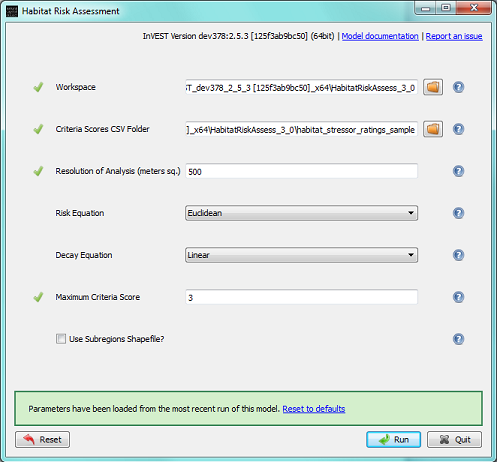 Habitat Risk Assessment
InVEST Version dev378:2.5.3 [125f3ab9bc50] (64bit) | Model documentation | Report an issue
Workspace ST_dev378_2_5_3 [125f3ab9bc50]_x64\HabitatRiskAssess_3_0
Criteria Scores CSV Folder ]_x64\HabitatRiskAssess_3_0\habitat_stressor_ratings_sample
Resolution of Analysis (meters sq.) 500
Risk Equation Euclidean
Decay Equation Linear
Maximum Criteria Score 3
Use Subregions Shapefile?
Parameters have been loaded from the most recent run of this model. Reset to defaults
Reset Run Quit